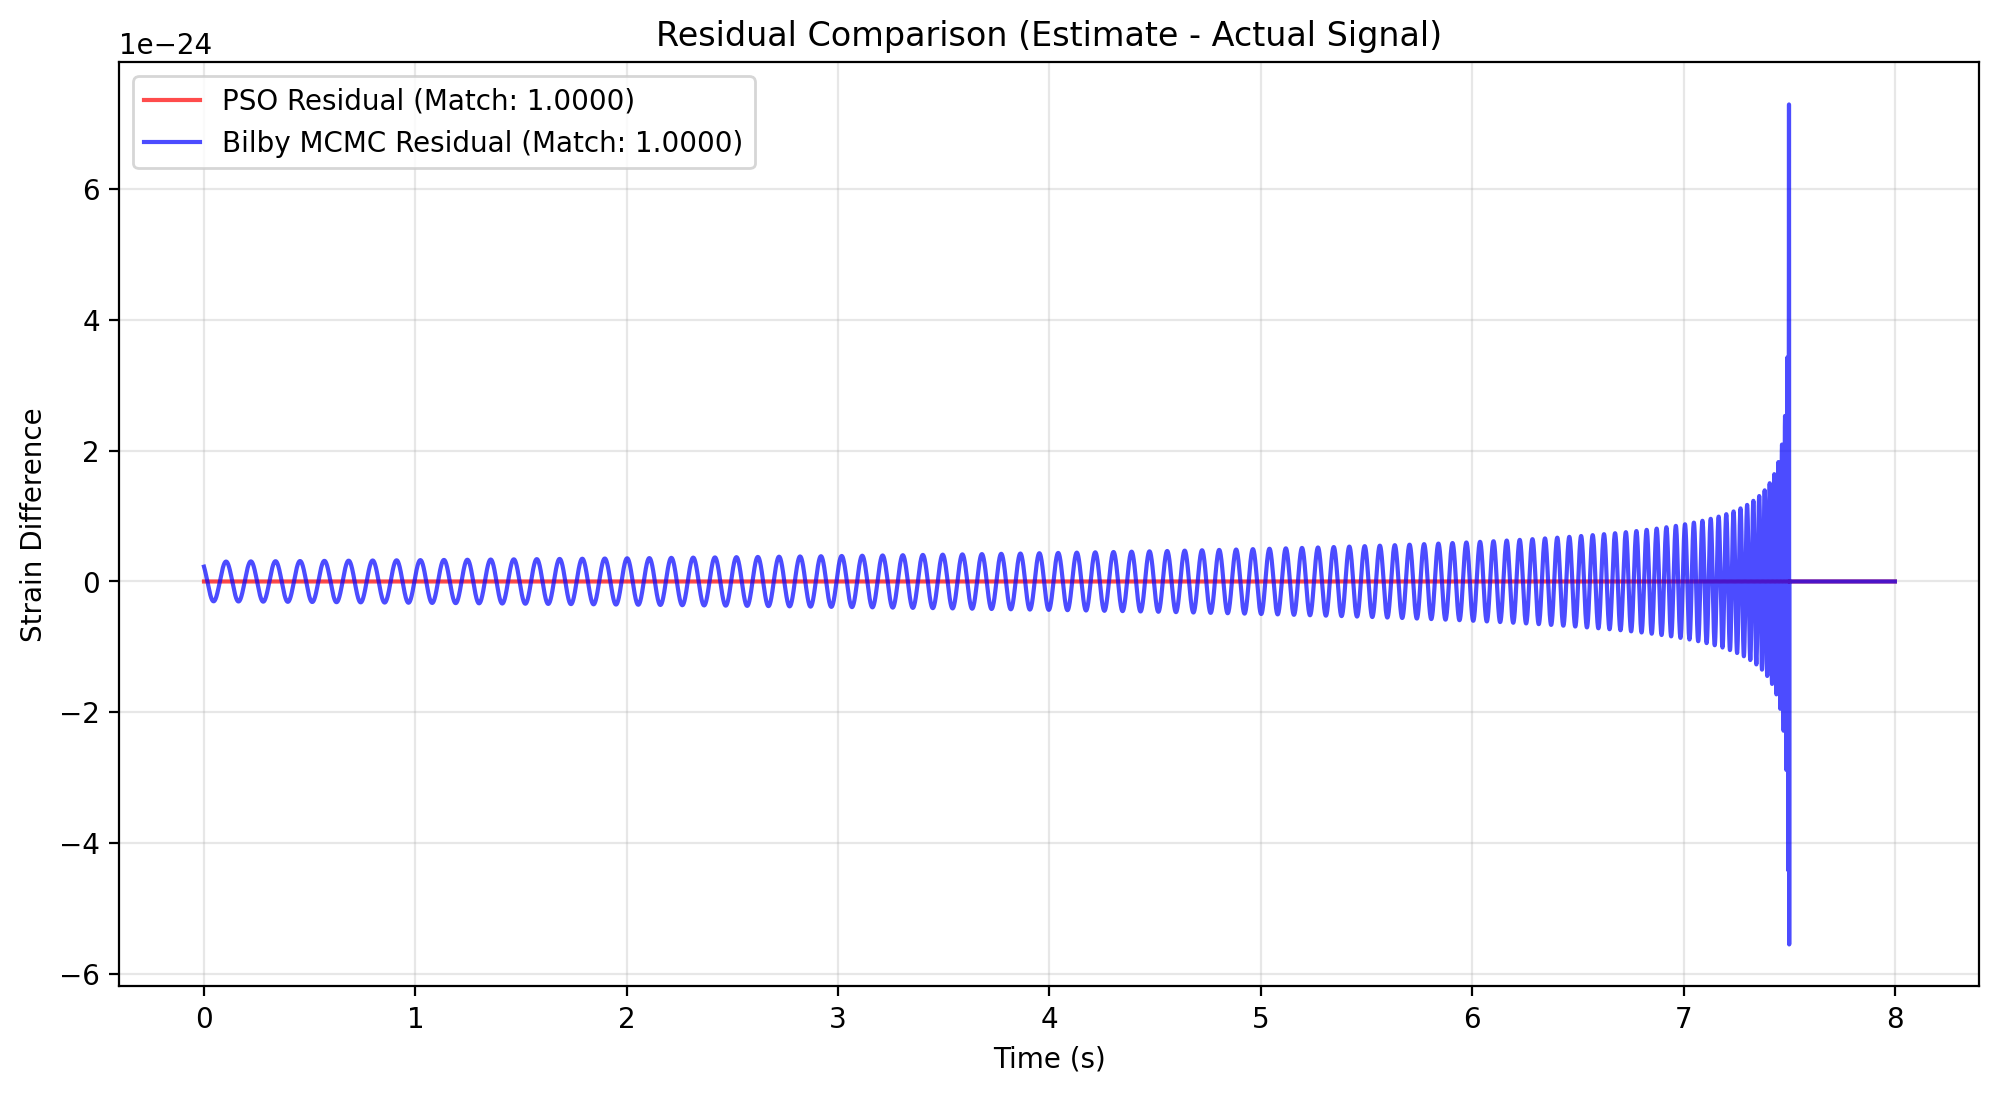 Residual Comparison (Estimate - Actual Signal)
1e−24
PSO Residual (Match: 1.0000)
Bilby MCMC Residual (Match: 1.0000)
6
4
2
0
−2
−4
−6
Strain Difference
0 1 2 3 4 5 6 7 8
Time (s)